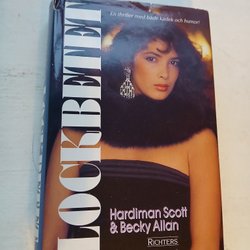 En thriller med både kärlek och humor!
LOCKBETET
Hardiman Scott
& Becky Allan
RICHTERS